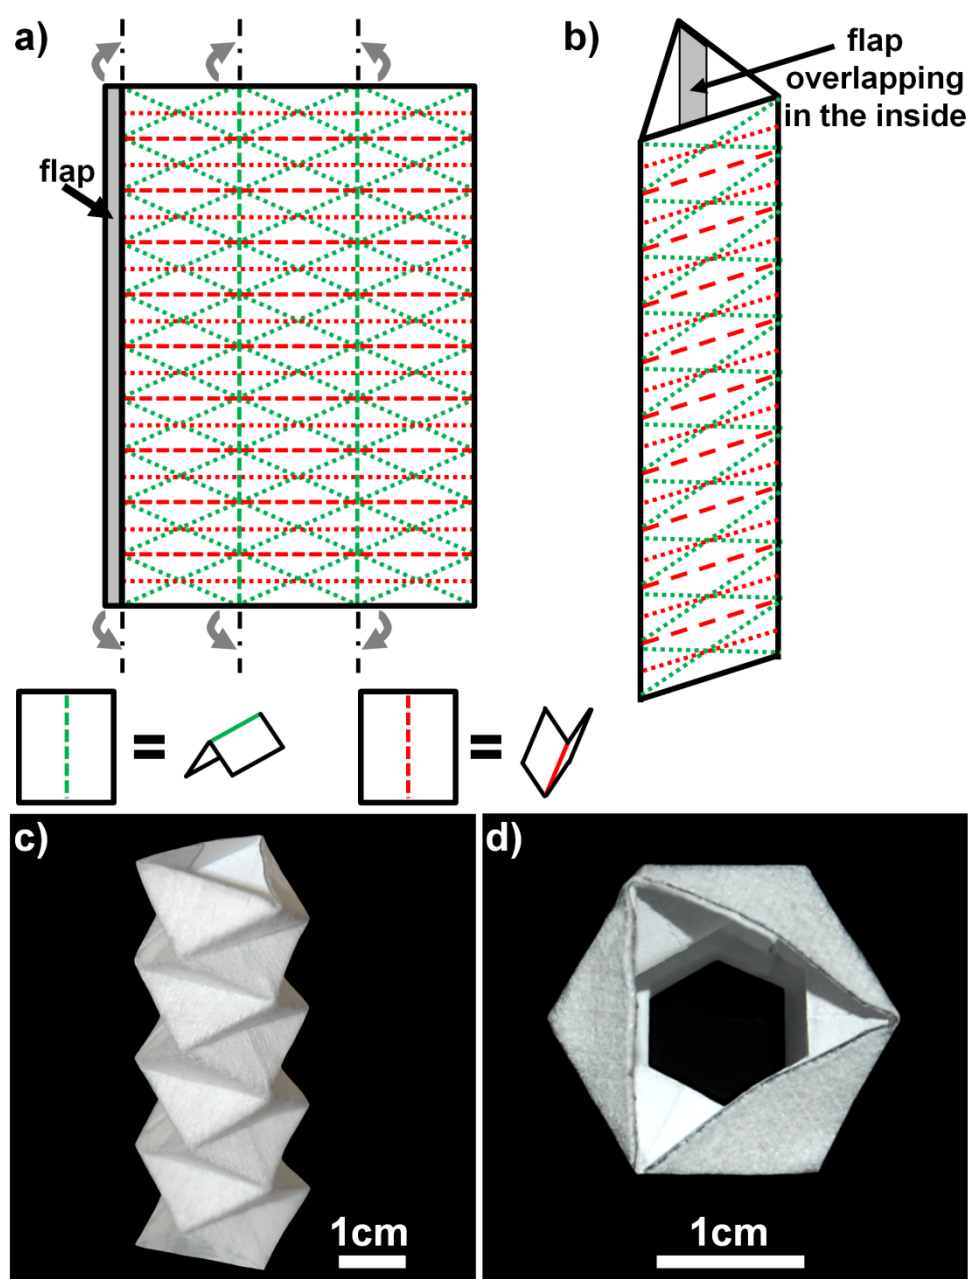 a)
b)
flap
overlapping
in the inside
flap
=
=
c)
d)
1cm
1cm